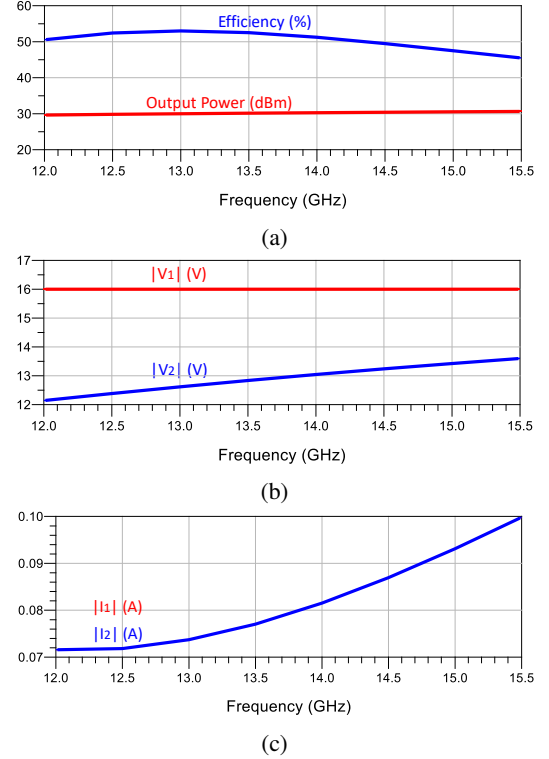 60
50
40
30
20
Efficiency (%)
Output Power (dBm)
12.0 12.5 13.0 13.5 14.0 14.5 15.0 15.5
Frequency (GHz)
(a)
17
16
15
14
13
12
|V1| (V)
|V2| (V)
12.0 12.5 13.0 13.5 14.0 14.5 15.0 15.5
Frequency (GHz)
(b)
0.10
0.09
0.08
0.07
|I1| (A)
|I2| (A)
12.0 12.5 13.0 13.5 14.0 14.5 15.0 15.5
Frequency (GHz)
(c)